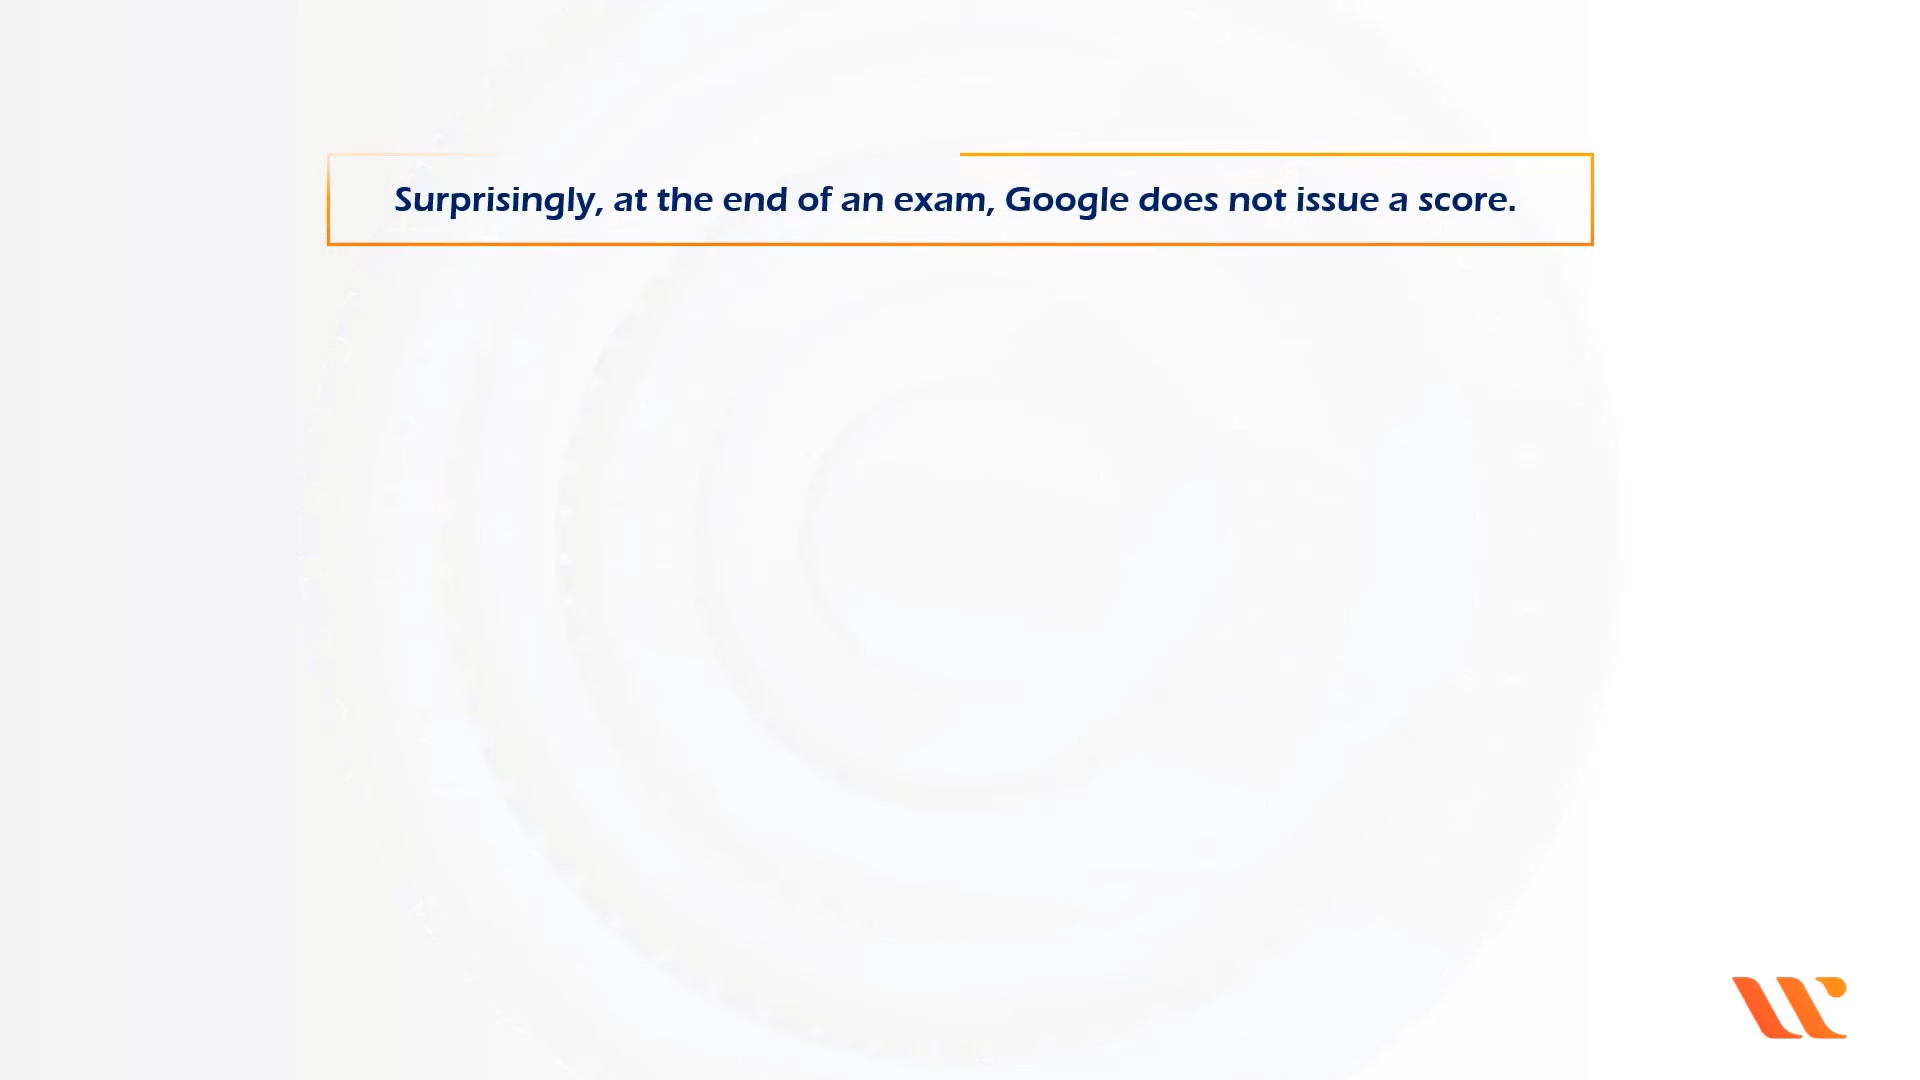 Surprisingly, at the end of an exam, Google does not issue a score.